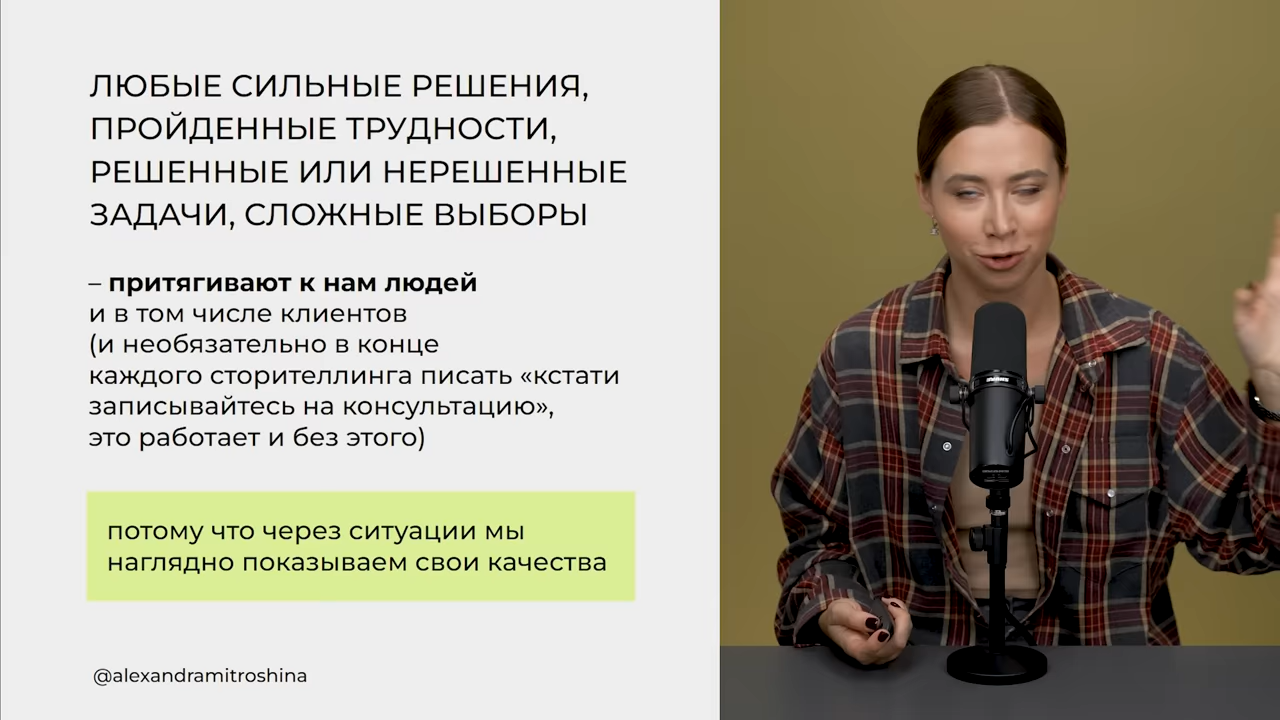 ЛЮБЫЕ СИЛЬНЫЕ РЕШЕНИЯ,
ПРОЙДЕННЫЕ ТРУДНОСТИ,
РЕШЕННЫЕ ИЛИ НЕРЕШЕННЫЕ
ЗАДАЧИ, СЛОЖНЫЕ ВЫБОРЫ
– притягивают к нам людей
и в том числе клиентов
(и необязательно в конце
каждого сторителлинга писать «кстати
записывайтесь на консультацию»,
это работает и без этого)
потому что через ситуации мы
наглядно показываем свои качества
@alexandramitroshina